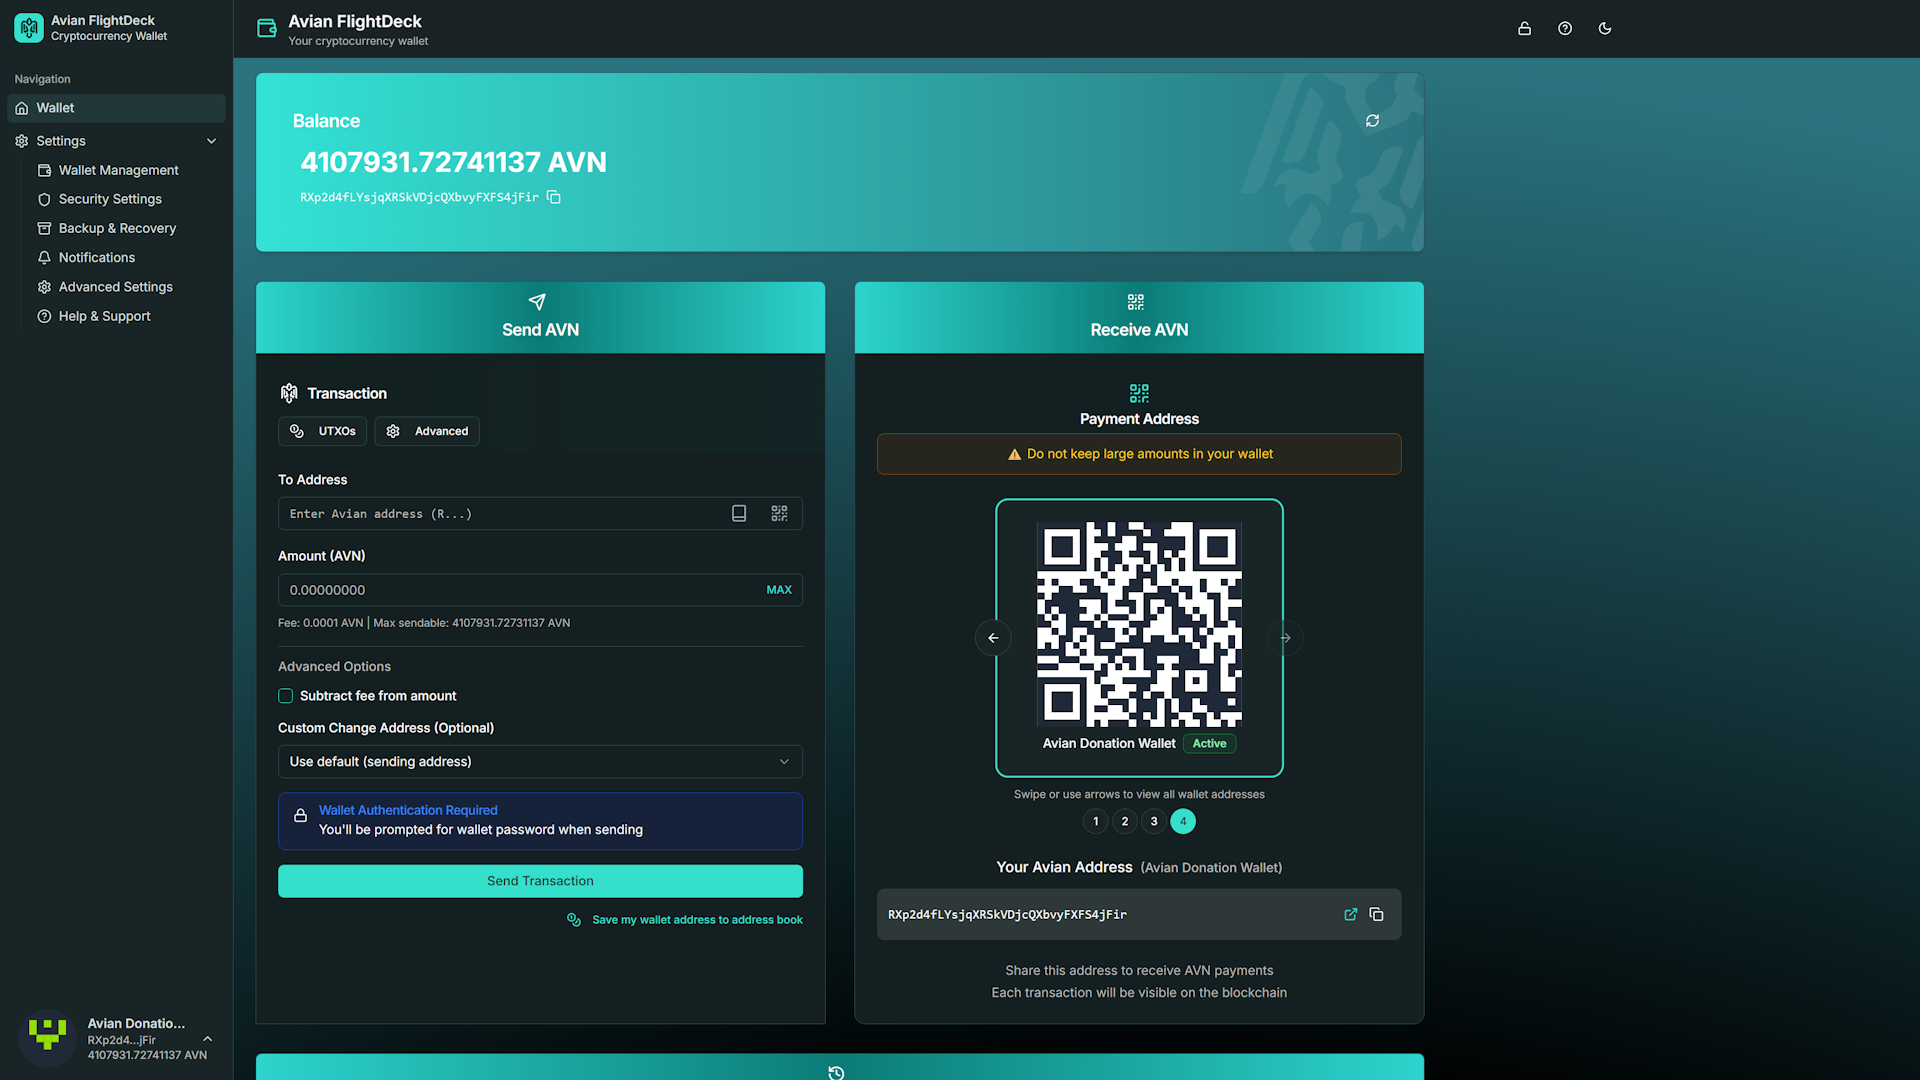 Avian FlightDeck
Cryptocurrency Wallet
Navigation
Wallet
Settings
Wallet Management
Security Settings
Backup & Recovery
Notifications
Advanced Settings
Help & Support
Avian Donatio...
RXp2d4...jFir
4107931.72741137 AVN
Avian FlightDeck
Your cryptocurrency wallet
Balance
4107931.72741137 AVN
RXp2d4fLYsjqXRSkVDjcQXbvyFXFS4jFir
Send AVN
Transaction
UTXOs
Advanced
To Address
Enter Avian address (R...)
Amount (AVN)
0.00000000
MAX
Fee: 0.0001 AVN | Max sendable: 4107931.72731137 AVN
Advanced Options
Subtract fee from amount
Custom Change Address (Optional)
Use default (sending address)
Wallet Authentication Required
You'll be prompted for wallet password when sending
Send Transaction
Save my wallet address to address book
Receive AVN
Payment Address
Do not keep large amounts in your wallet
Avian Donation Wallet
Active
Swipe or use arrows to view all wallet addresses
1 2 3 4
Your Avian Address (Avian Donation Wallet)
RXp2d4fLYsjqXRSkVDjcQXbvyFXFS4jFir
Share this address to receive AVN payments
Each transaction will be visible on the blockchain